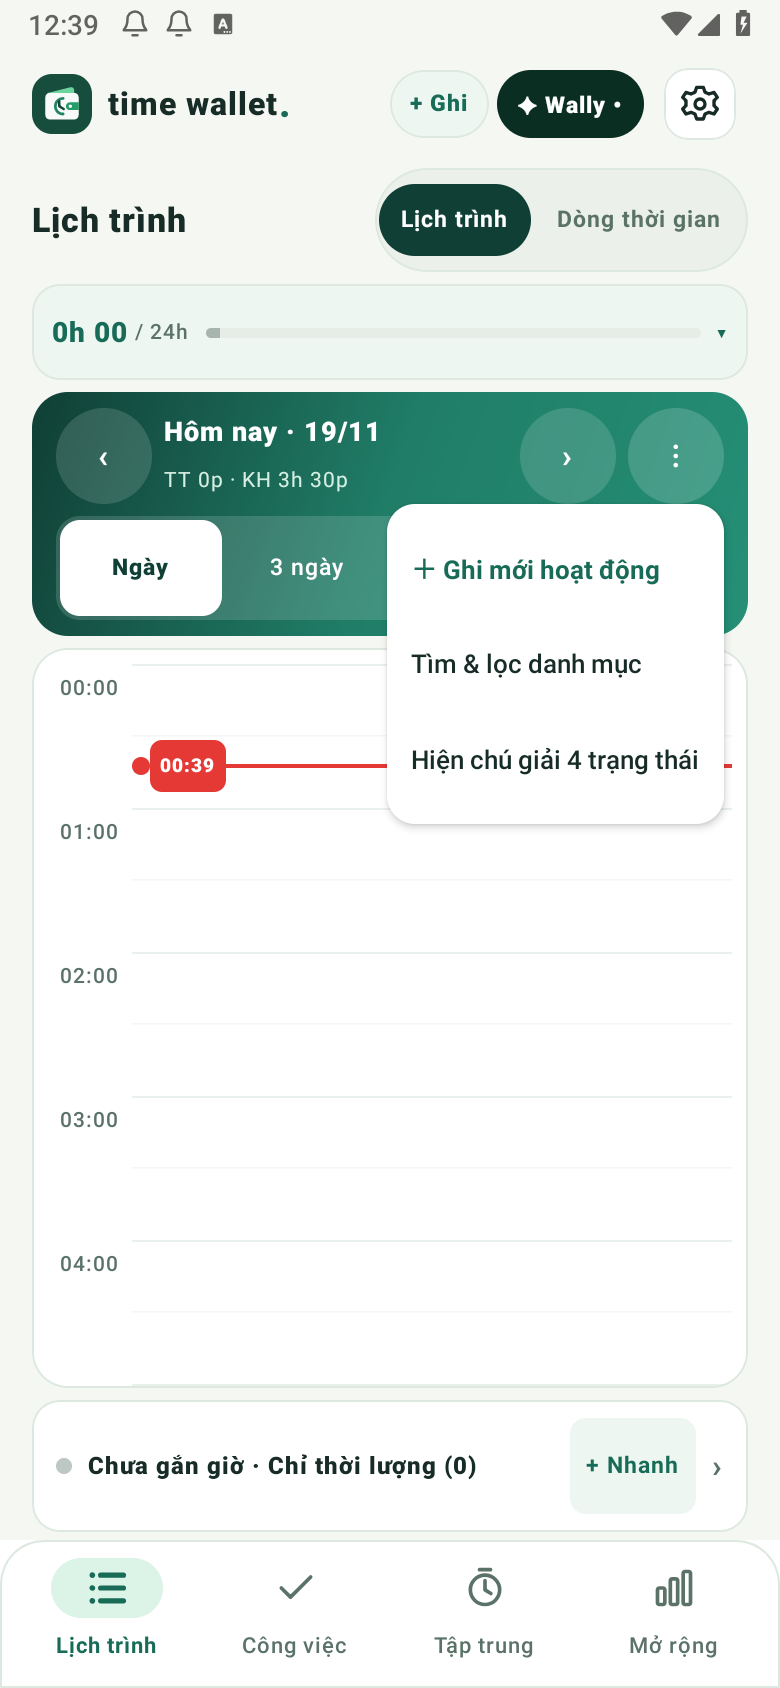 12:39
time wallet.
+ Ghi
✦ Wally •
Lịch trình
Lịch trình
Dòng thời gian
0h 00 / 24h
▾
‹
Hôm nay · 19/11
TT 0p · KH 3h 30p
›
⋮
Ngày
3 ngày
+ Ghi mới hoạt động
Tìm & lọc danh mục
Hiện chú giải 4 trạng thái
00:00
00:39
01:00
02:00
03:00
04:00
Chưa gắn giờ · Chỉ thời lượng (0)
+ Nhanh
›
Lịch trình
Công việc
Tập trung
Mở rộng